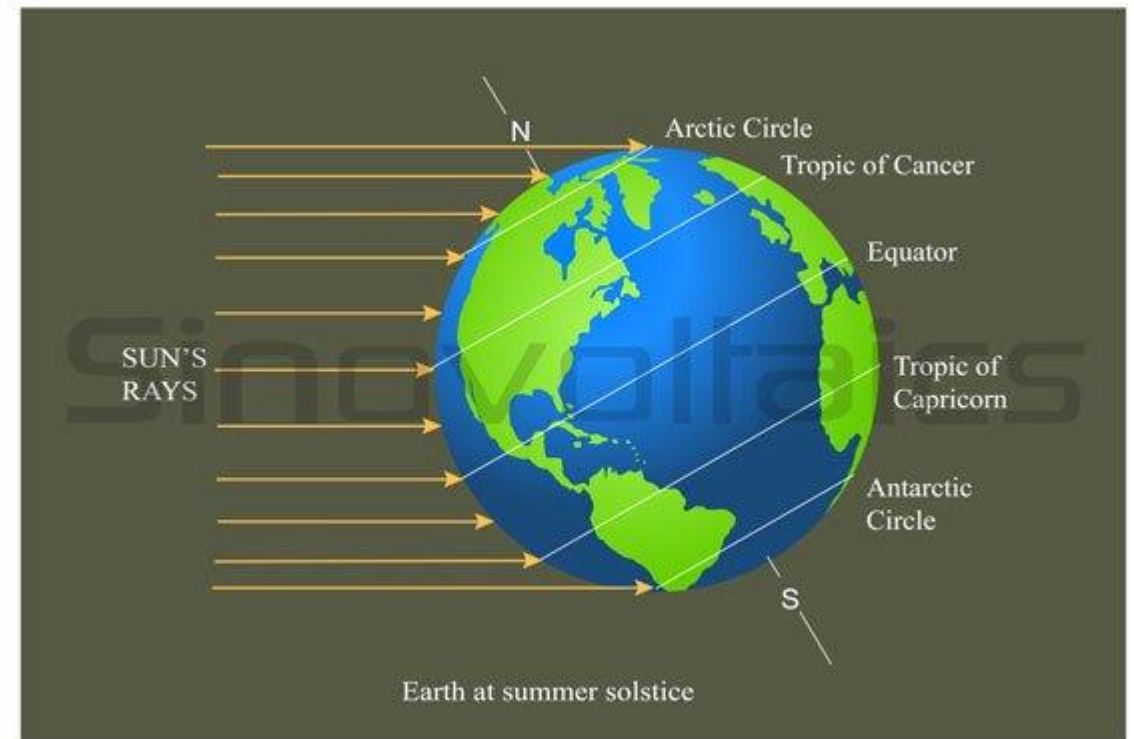 N
Arctic Circle
Tropic of Cancer
Equator
SUN'S
RAYS
Sinovoltaics
Tropic of
Capricorn
Antarctic
Circle
S
Earth at summer solstice